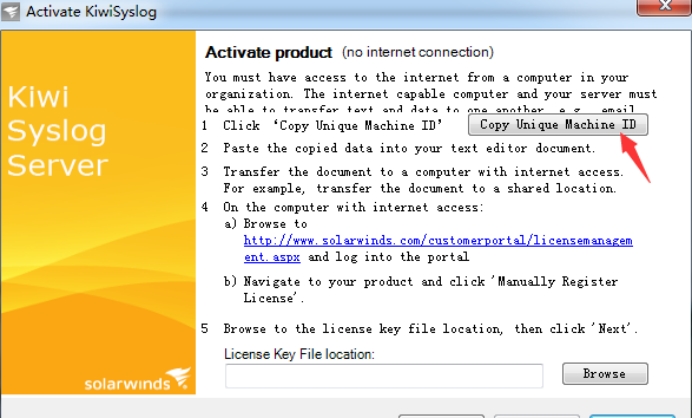 Activate KiwiSyslog
Kiwi
Syslog
Server
solarwinds
Activate product (no internet connection)
You must have access to the internet from a computer in your
organization. The internet capable computer and your server must
be able to transfer text and data to one another, e.g., email
1 Click ‘Copy Unique Machine ID’ Copy Unique Machine ID
2 Paste the copied data into your text editor document.
3 Transfer the document to a computer with internet access.
For example, transfer the document to a shared location.
4 On the computer with internet access:
a) Browse to
http://www.solarwinds.com/customerportal/licensemanagem
ent.aspx and log into the portal
b) Navigate to your product and click 'Manually Register
License'.
5 Browse to the license key file location, then click 'Next'.
License Key File location:
Browse